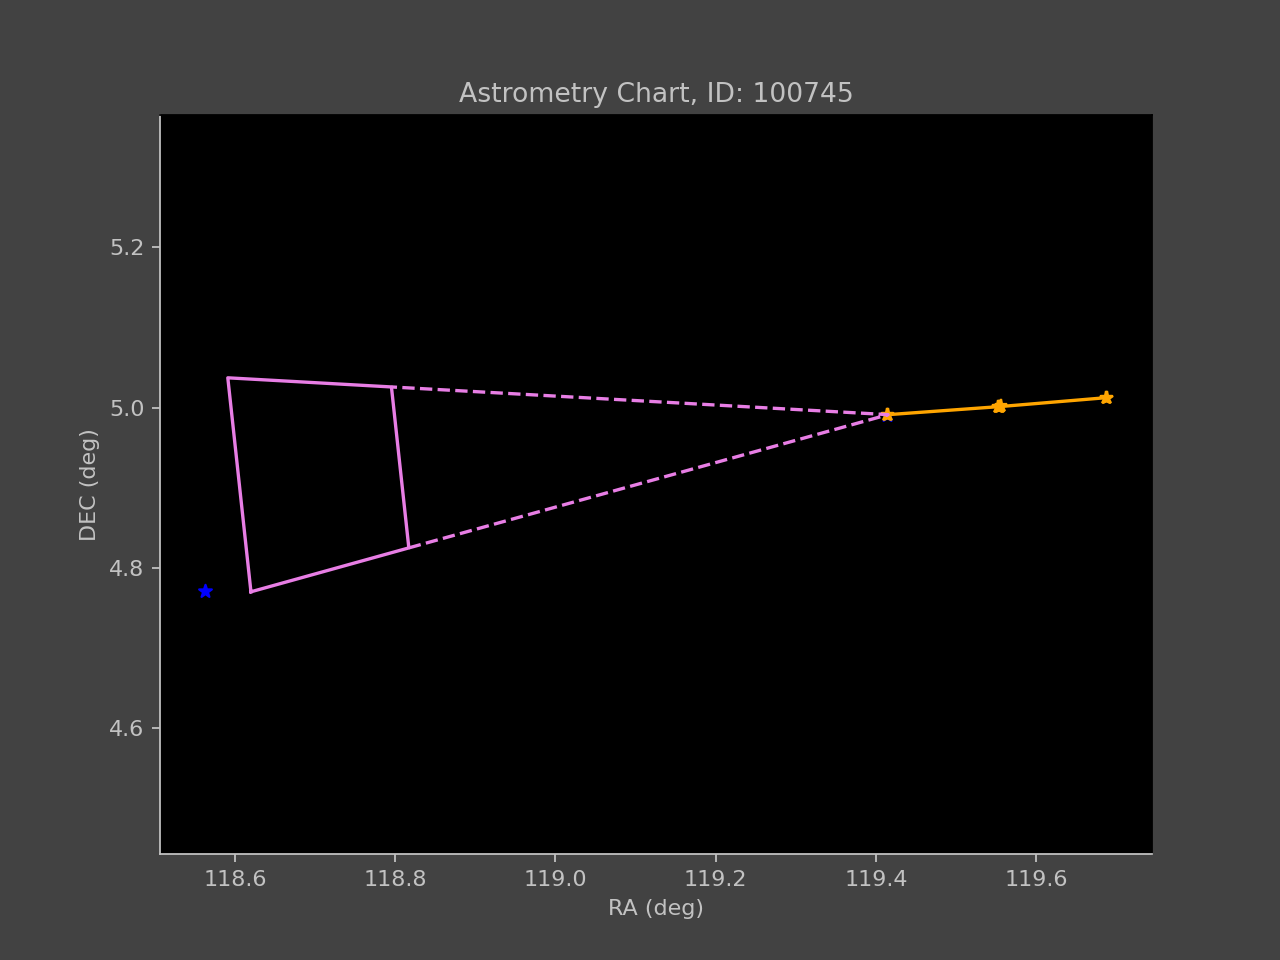 Astrometry Chart, ID: 100745
5.2
5.0
4.8
4.6
DEC (deg)
118.6 118.8 119.0 119.2 119.4 119.6
RA (deg)